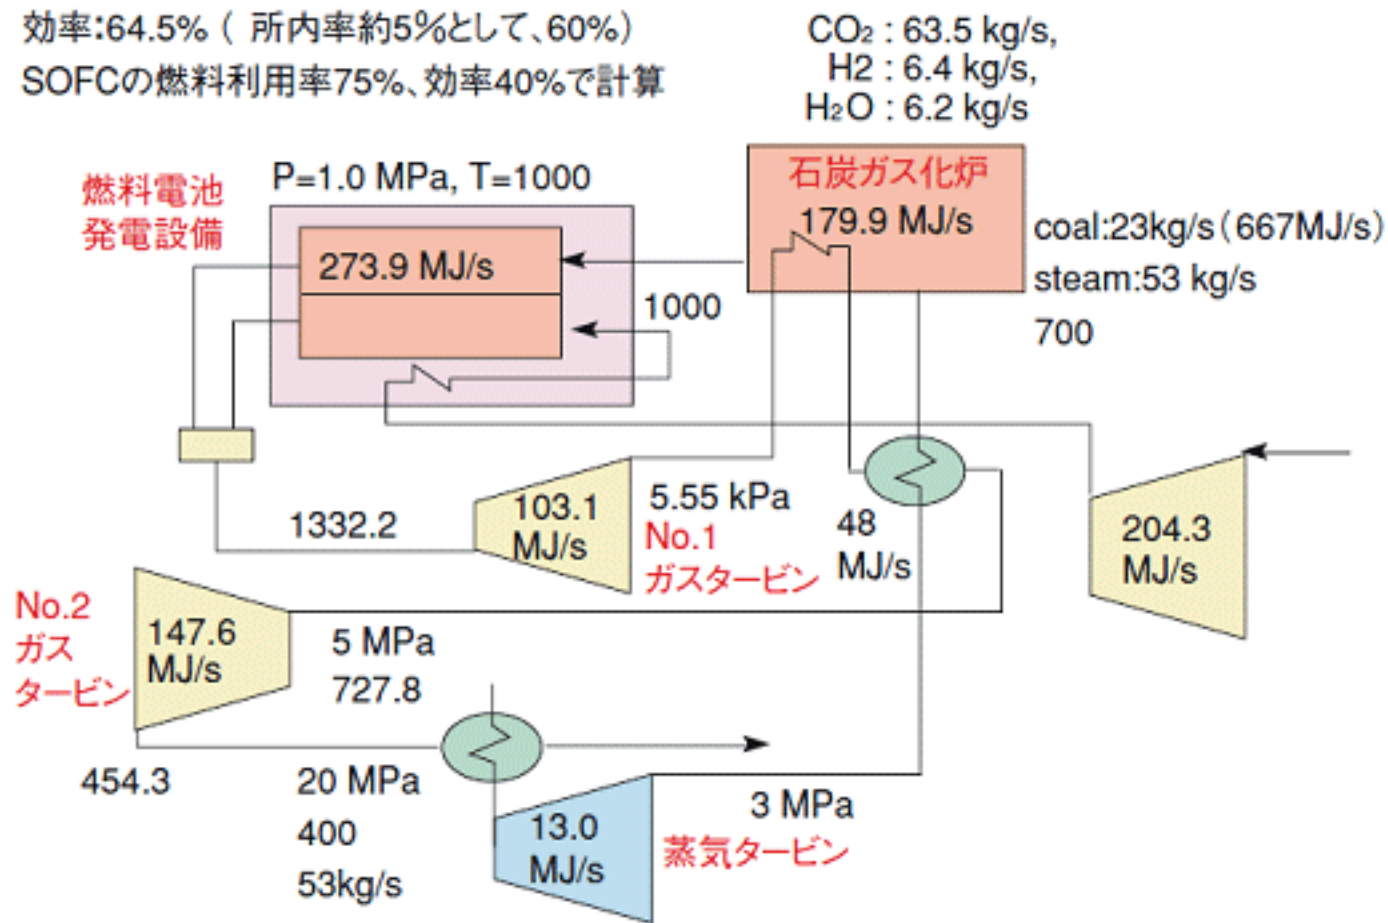 効率:64.5% ( 所内率約5%として、60%)
SOFCの燃料利用率75%、効率40%で計算
CO₂ : 63.5 kg/s,
H2 : 6.4 kg/s,
H₂O : 6.2 kg/s
燃料電池
発電設備
P=1.0 MPa, T=1000
273.9 MJ/s
1000
石炭ガス化炉
179.9 MJ/s
coal:23kg/s(667MJ/s)
steam:53 kg/s
700
1332.2
103.1
MJ/s
5.55 kPa
No.1
ガスタービン
48
MJ/s
204.3
MJ/s
No.2
ガス
タービン
147.6
MJ/s
5 MPa
727.8
454.3
20 MPa
400
53kg/s
13.0
MJ/s
3 MPa
蒸気タービン